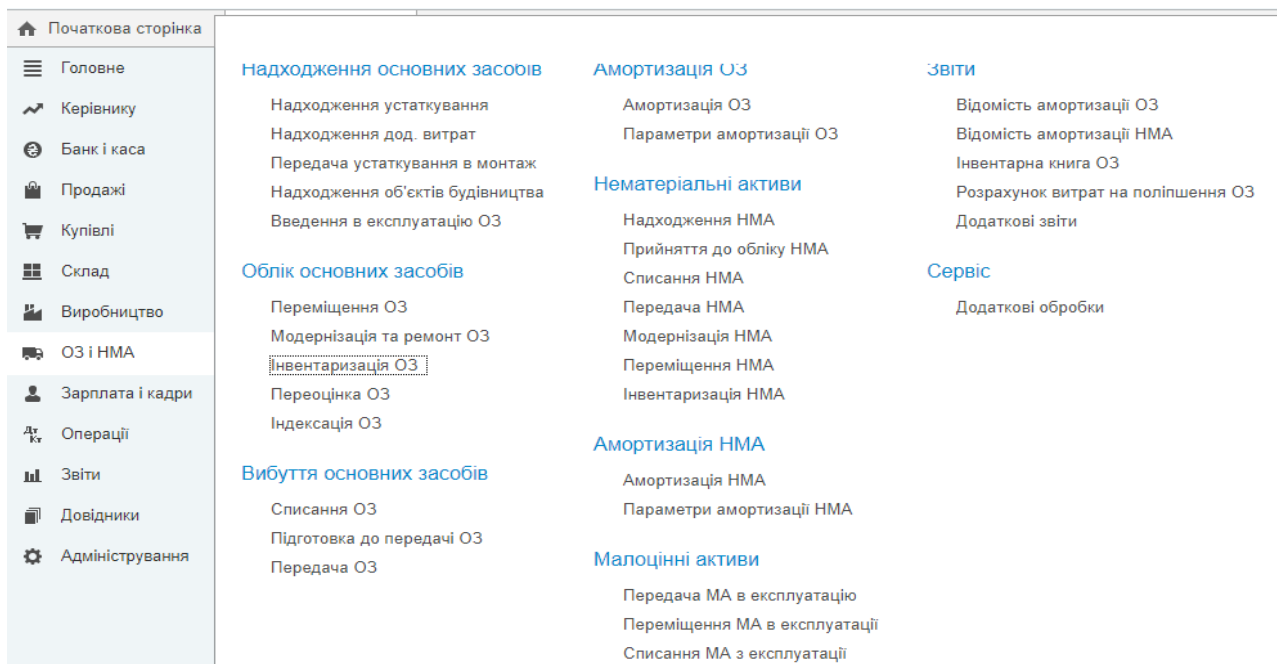 Початкова сторінка
Головне
Керівнику
Банк і каса
Продажі
Купівлі
Склад
Виробництво
ОЗ і НМА
Зарплата і кадри
Дт Кт Операції
Звіти
Довідники
Адміністрування
Надходження основних засобів
Надходження устаткування
Надходження дод. витрат
Передача устаткування в монтаж
Надходження об'єктів будівництва
Введення в експлуатацію ОЗ
Облік основних засобів
Переміщення ОЗ
Модернізація та ремонт ОЗ
Інвентаризація ОЗ
Переоцінка ОЗ
Індексація ОЗ
Вибуття основних засобів
Списання ОЗ
Підготовка до передачі ОЗ
Передача ОЗ
Амортизація ОЗ
Амортизація ОЗ
Параметри амортизації ОЗ
Нематеріальні активи
Надходження НМА
Прийняття до обліку НМА
Списання НМА
Передача НМА
Модернізація НМА
Переміщення НМА
Інвентаризація НМА
Амортизація НМА
Амортизація НМА
Параметри амортизації НМА
Малоцінні активи
Передача МА в експлуатацію
Переміщення МА в експлуатації
Списання МА з експлуатації
Звіти
Відомість амортизації ОЗ
Відомість амортизації НМА
Інвентарна книга ОЗ
Розрахунок витрат на поліпшення ОЗ
Додаткові звіти
Сервіс
Додаткові обробки